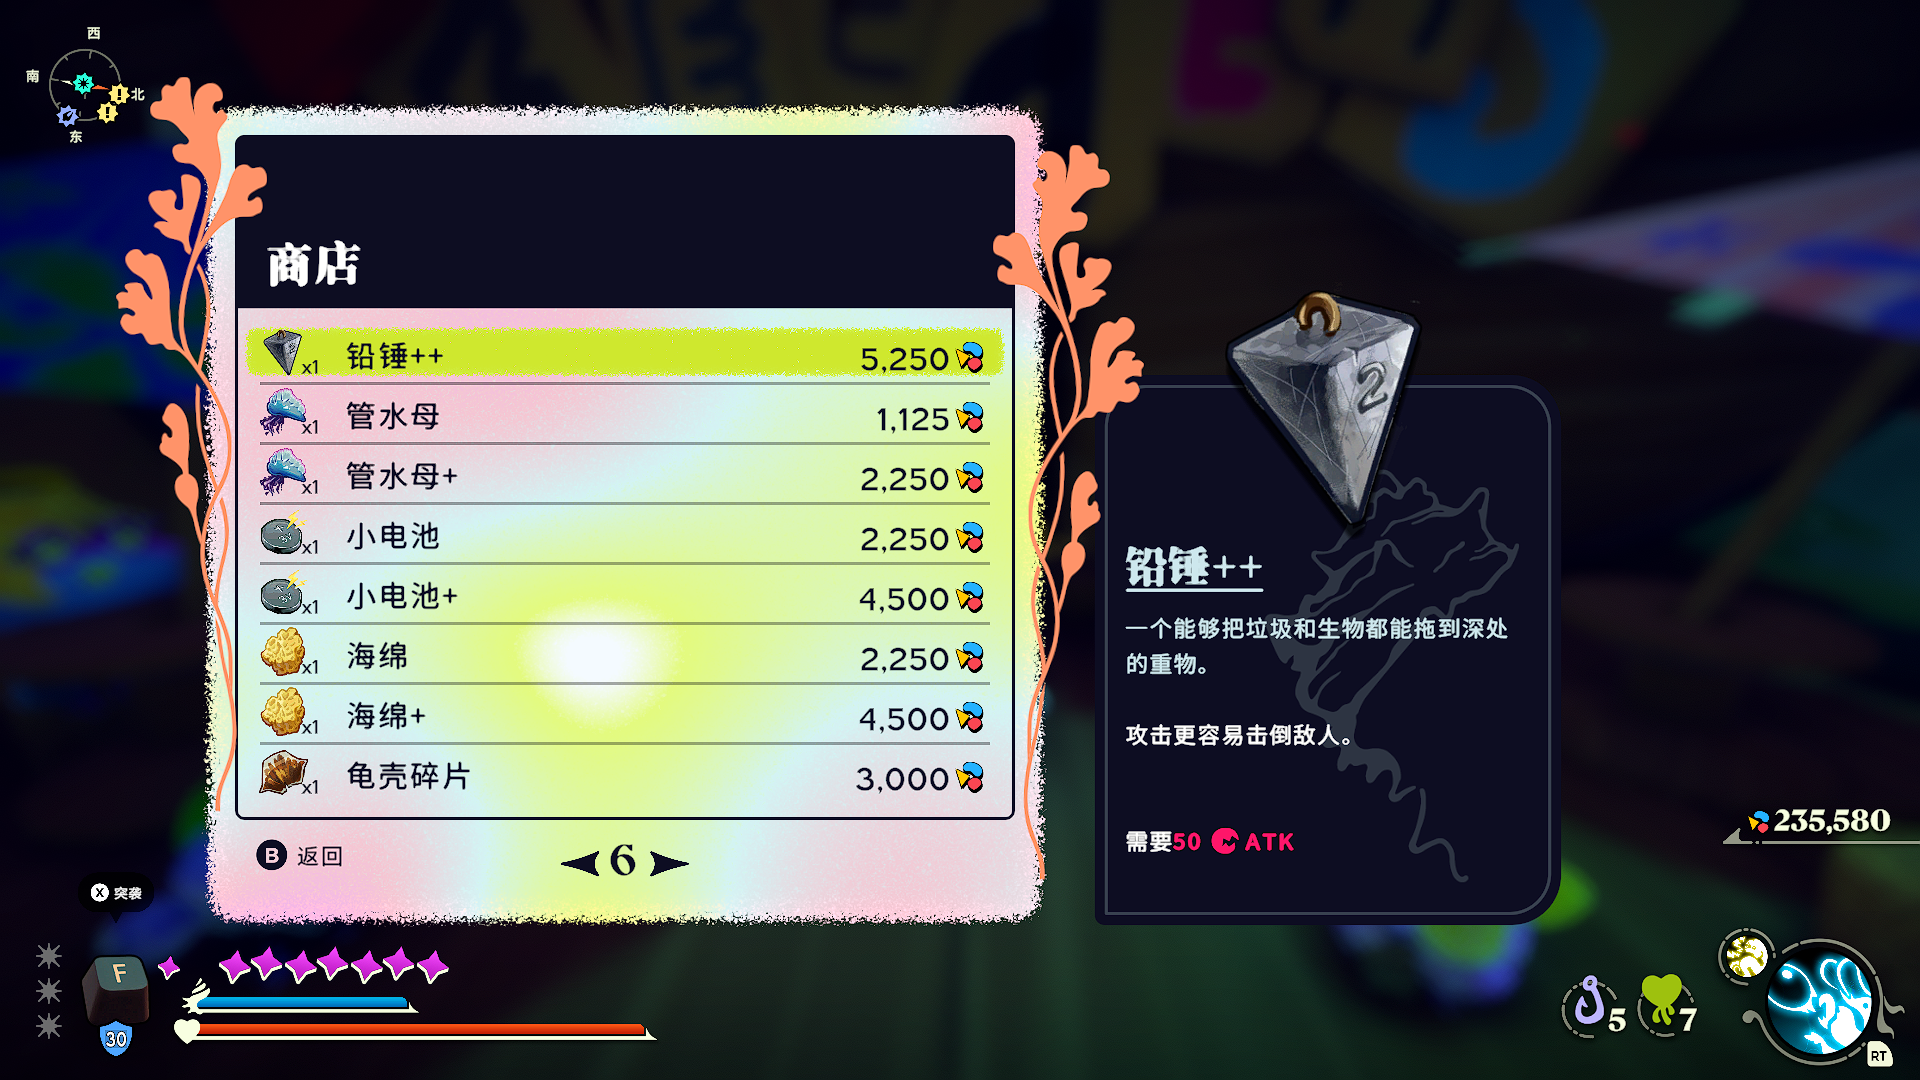 西
南
北
东
商店
x1 铅锤++ 5,250
x1 管水母 1,125
x1 管水母+ 2,250
x1 小电池 2,250
x1 小电池+ 4,500
x1 海绵 2,250
x1 海绵+ 4,500
x1 龟壳碎片 3,000
B 返回
6
2
铅锤++
一个能够把垃圾和生物都能拖到深处
的重物。
攻击更容易击倒敌人。
需要50 ATK
235,580
X 突袭
F
30
5
7
RT